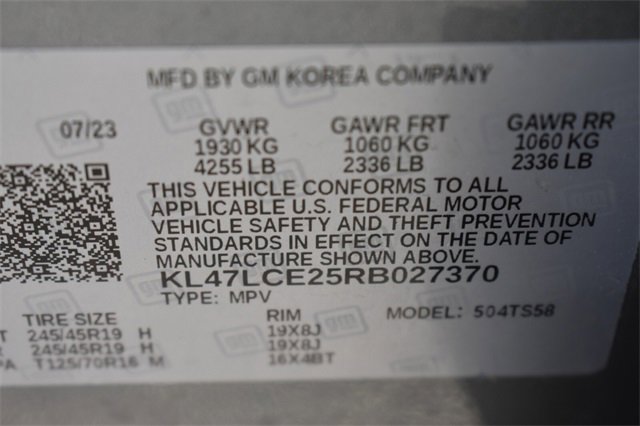 MFD BY GM KOREA COMPANY
07/23 GVWR GAWR FRT GAWR RR
1930 KG 1060 KG 1060 KG
4255 LB 2336 LB 2336 LB
THIS VEHICLE CONFORMS TO ALL
APPLICABLE U.S. FEDERAL MOTOR
VEHICLE SAFETY AND THEFT PREVENTION
STANDARDS IN EFFECT ON THE DATE OF
MANUFACTURE SHOWN ABOVE.
KL47LCE25RB027370
TYPE: MPV MODEL: 504TS58
TIRE SIZE RIM
T 245/45R19 H 19X8J
245/45R19 H 19X8J
PA T125/70R16 M 16X4BT